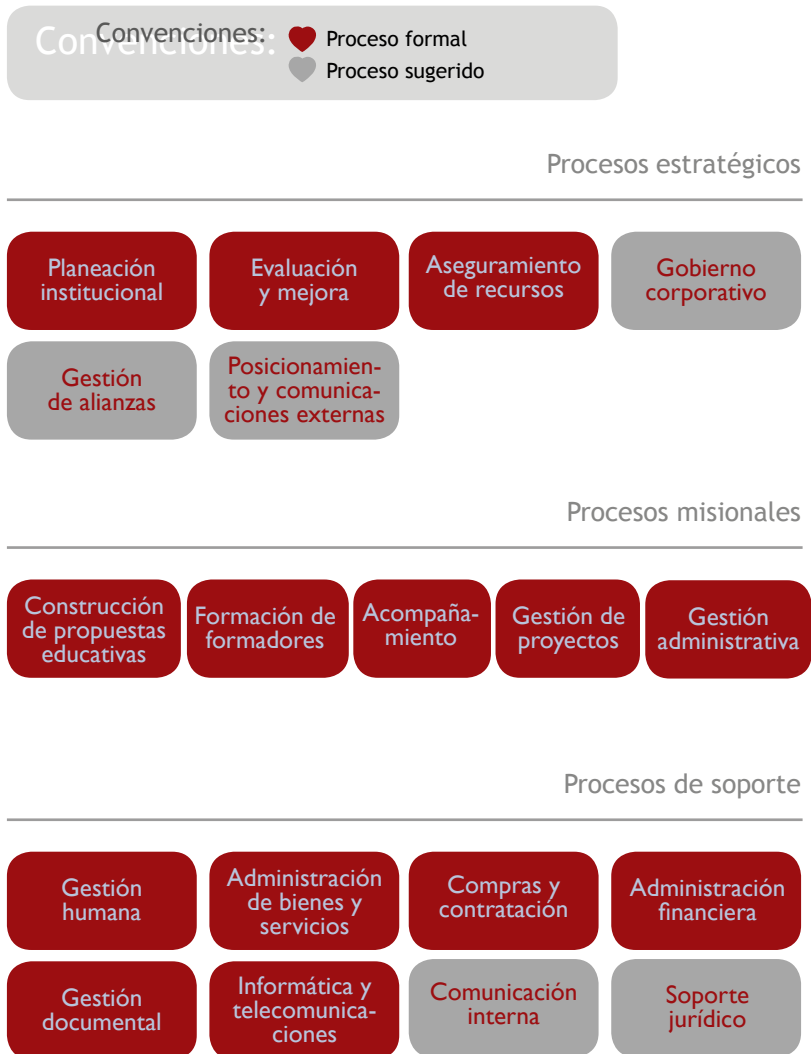 Convenciones:
Convenciones:
Proceso formal
Proceso sugerido
Procesos estratégicos
Planeación
institucional
Evaluación
y mejora
Aseguramiento
de recursos
Gobierno
corporativo
Gestión
de alianzas
Posicionamien-
to y comunica-
ciones externas
Procesos misionales
Construcción
de propuestas
educativas
Formación de
formadores
Acompaña-
miento
Gestión de
proyectos
Gestión
administrativa
Procesos de soporte
Gestión
humana
Administración
de bienes y
servicios
Compras y
contratación
Administración
financiera
Gestión
documental
Informática y
telecomunica-
ciones
Comunicación
interna
Soporte
jurídico